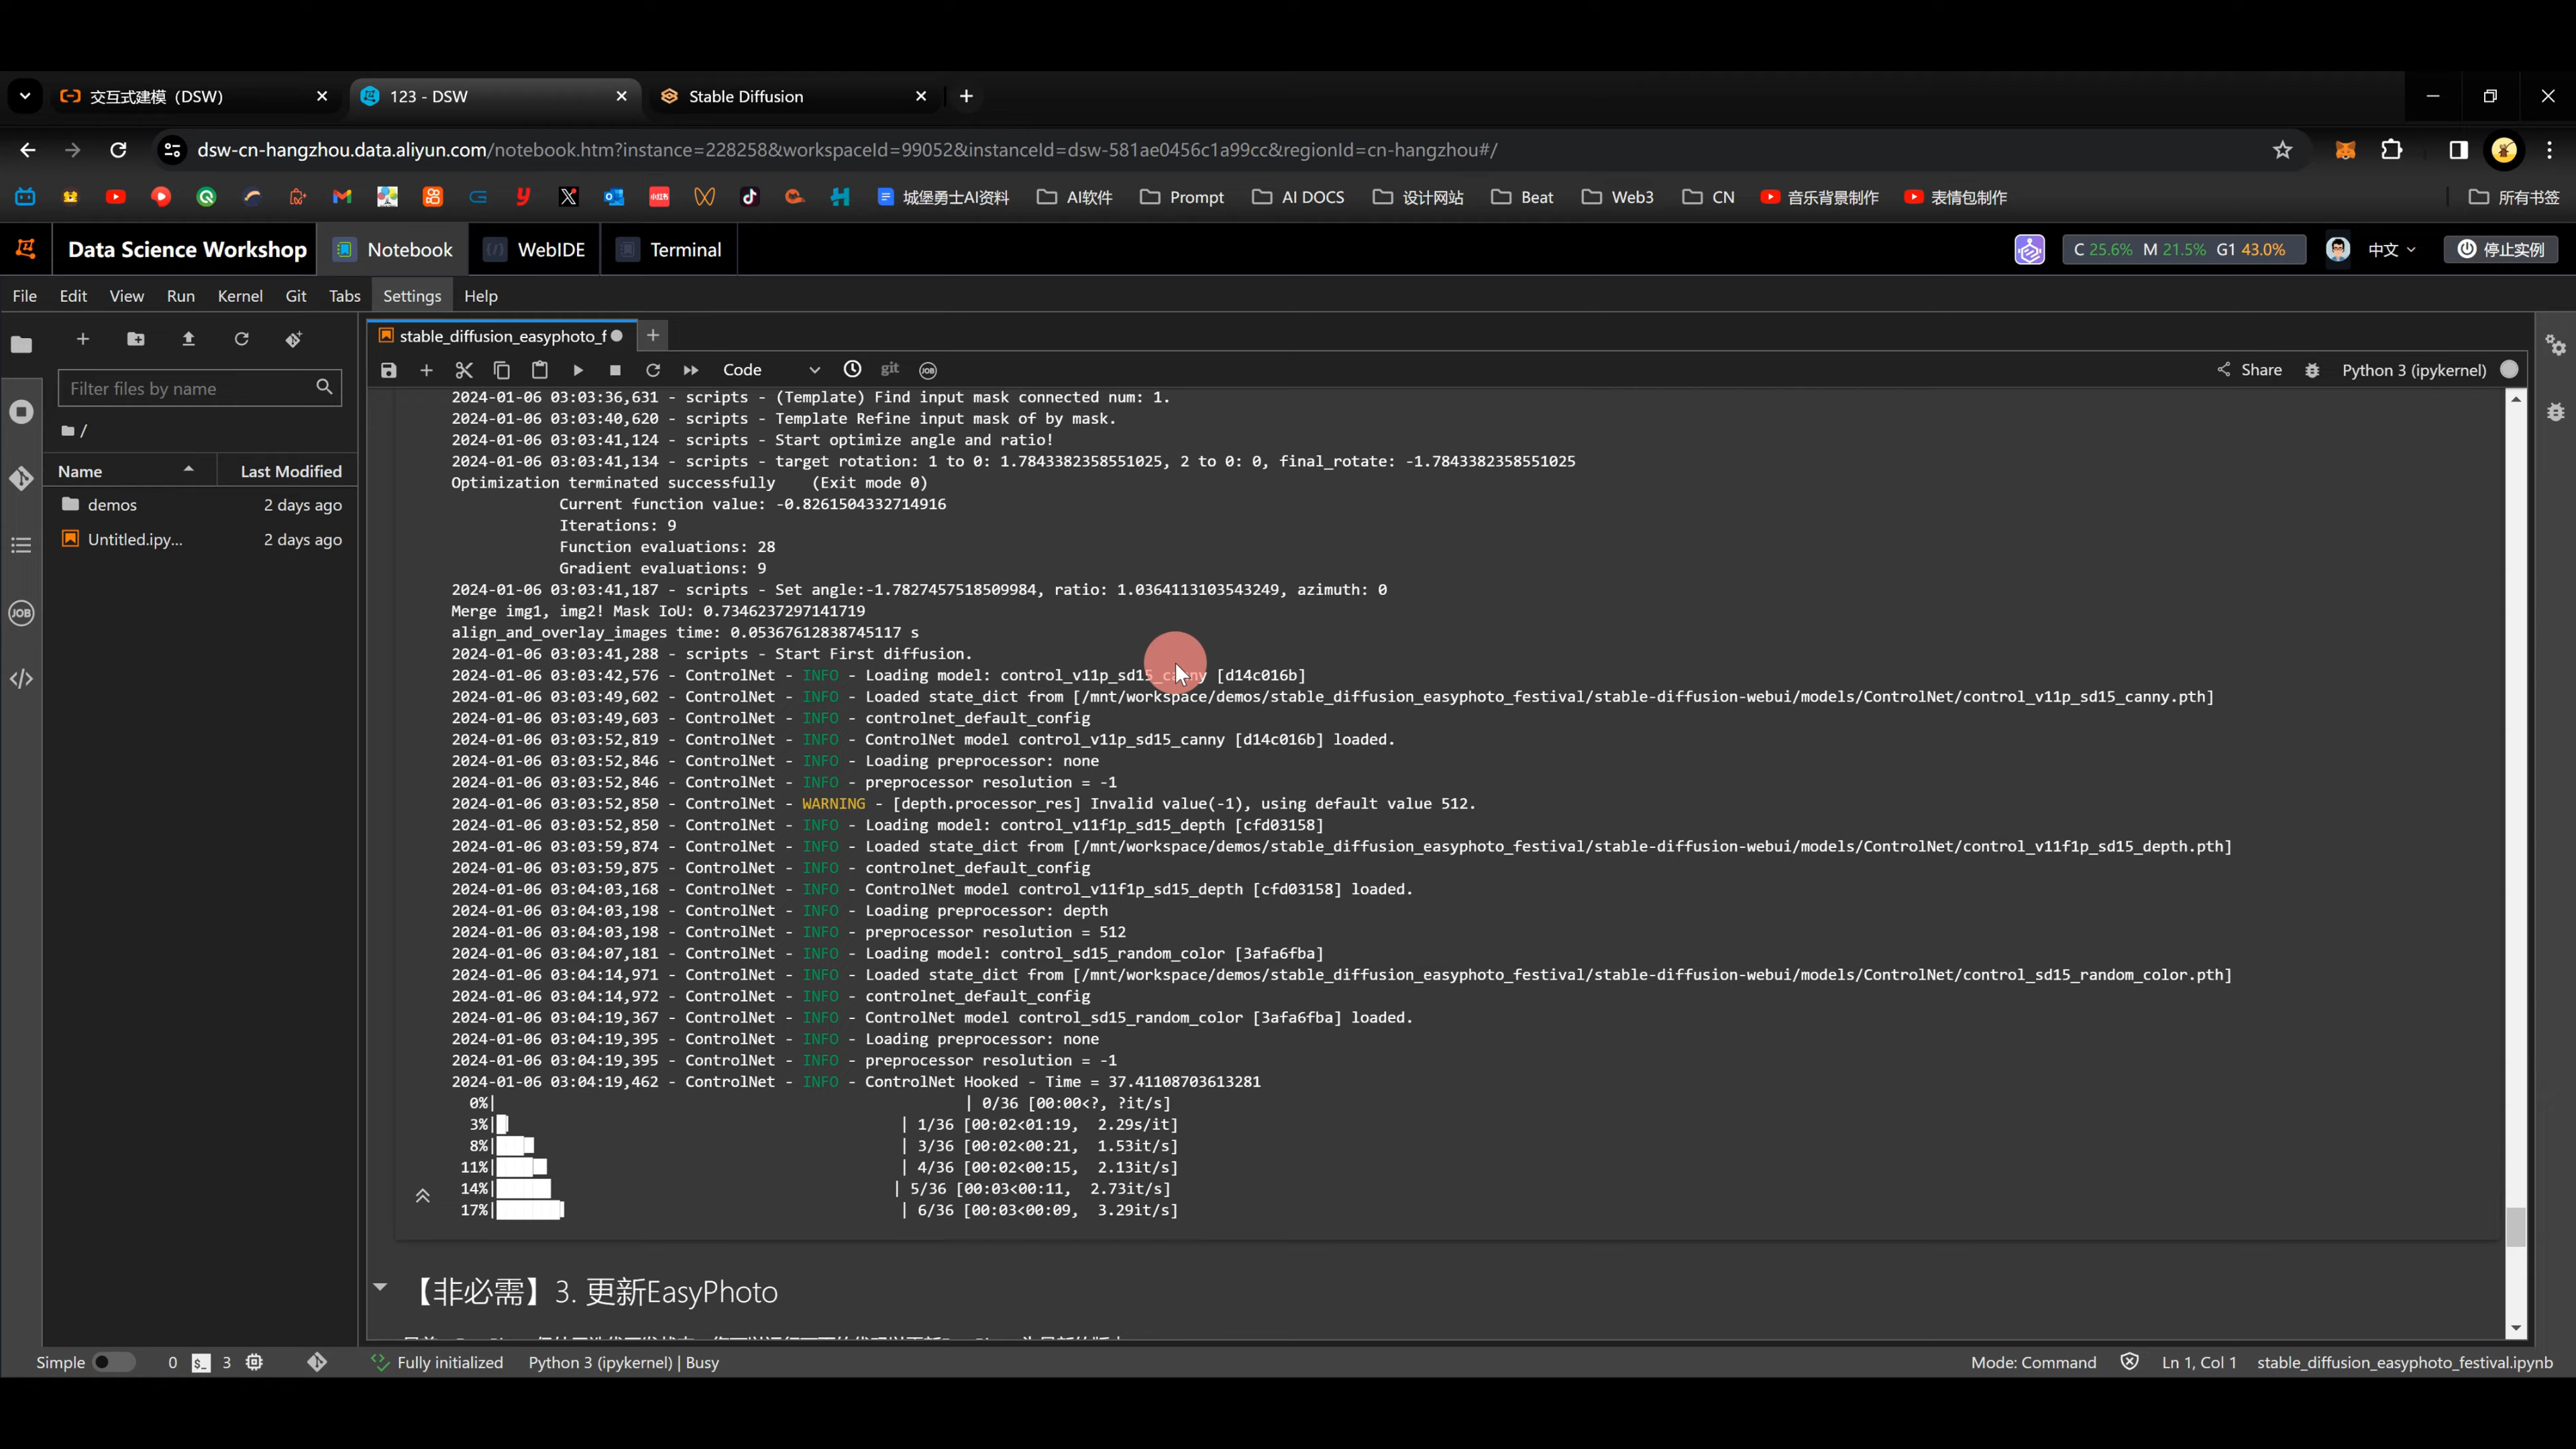 交互式建模（DSW）
123 - DSW
Stable Diffusion
dsw-cn-hangzhou.data.aliyun.com/notebook.htm?instance=228258&workspaceId=99052&instanceId=dsw-581ae0456c1a99cc&regionId=cn-hangzhou#/
城堡勇士AI资料
AI软件
Prompt
AI DOCS
设计网站
Beat
Web3
CN
音乐背景制作
表情包制作
所有书签
Data Science Workshop
Notebook
WebIDE
Terminal
C 25.6% M 21.5% G1 43.0%
中文
停止实例
File Edit View Run Kernel Git Tabs Settings Help
stable_diffusion_easyphoto_f
Filter files by name
Code
git
JOB
Share
Python 3 (ipykernel)
/
Name Last Modified
demos 2 days ago
Untitled.ipy... 2 days ago
JOB
2024-01-06 03:03:36,631 - scripts - (Template) Find input mask connected num: 1.
2024-01-06 03:03:40,620 - scripts - Template Refine input mask of by mask.
2024-01-06 03:03:41,124 - scripts - Start optimize angle and ratio!
2024-01-06 03:03:41,134 - scripts - target rotation: 1 to 0: 1.7843382358551025, 2 to 0: 0, final_rotate: -1.7843382358551025
Optimization terminated successfully (Exit mode 0)
Current function value: -0.8261504332714916
Iterations: 9
Function evaluations: 28
Gradient evaluations: 9
2024-01-06 03:03:41,187 - scripts - Set angle:-1.7827457518509984, ratio: 1.0364113103543249, azimuth: 0
Merge img1, img2! Mask IoU: 0.7346237297141719
align_and_overlay_images time: 0.05367612838745117 s
2024-01-06 03:03:41,288 - scripts - Start First diffusion.
2024-01-06 03:03:42,576 - ControlNet - INFO - Loading model: control_v11p_sd15_canny [d14c016b]
2024-01-06 03:03:49,602 - ControlNet - INFO - Loaded state_dict from [/mnt/workspace/demos/stable_diffusion_easyphoto_festival/stable-diffusion-webui/models/ControlNet/control_v11p_sd15_canny.pth]
2024-01-06 03:03:49,603 - ControlNet - INFO - controlnet_default_config
2024-01-06 03:03:52,819 - ControlNet - INFO - ControlNet model control_v11p_sd15_canny [d14c016b] loaded.
2024-01-06 03:03:52,846 - ControlNet - INFO - Loading preprocessor: none
2024-01-06 03:03:52,846 - ControlNet - INFO - preprocessor resolution = -1
2024-01-06 03:03:52,850 - ControlNet - WARNING - [depth.processor_res] Invalid value(-1), using default value 512.
2024-01-06 03:03:52,850 - ControlNet - INFO - Loading model: control_v11f1p_sd15_depth [cfd03158]
2024-01-06 03:03:59,874 - ControlNet - INFO - Loaded state_dict from [/mnt/workspace/demos/stable_diffusion_easyphoto_festival/stable-diffusion-webui/models/ControlNet/control_v11f1p_sd15_depth.pth]
2024-01-06 03:03:59,875 - ControlNet - INFO - controlnet_default_config
2024-01-06 03:04:03,168 - ControlNet - INFO - ControlNet model control_v11f1p_sd15_depth [cfd03158] loaded.
2024-01-06 03:04:03,198 - ControlNet - INFO - Loading preprocessor: depth
2024-01-06 03:04:03,198 - ControlNet - INFO - preprocessor resolution = 512
2024-01-06 03:04:07,181 - ControlNet - INFO - Loading model: control_sd15_random_color [3afa6fba]
2024-01-06 03:04:14,971 - ControlNet - INFO - Loaded state_dict from [/mnt/workspace/demos/stable_diffusion_easyphoto_festival/stable-diffusion-webui/models/ControlNet/control_sd15_random_color.pth]
2024-01-06 03:04:14,972 - ControlNet - INFO - controlnet_default_config
2024-01-06 03:04:19,367 - ControlNet - INFO - ControlNet model control_sd15_random_color [3afa6fba] loaded.
2024-01-06 03:04:19,395 - ControlNet - INFO - Loading preprocessor: none
2024-01-06 03:04:19,395 - ControlNet - INFO - preprocessor resolution = -1
2024-01-06 03:04:19,462 - ControlNet - INFO - ControlNet Hooked - Time = 37.41108703613281
0%| | 0/36 [00:00<?, ?it/s]
3%| | 1/36 [00:02<01:19, 2.29s/it]
8%| | 3/36 [00:02<00:21, 1.53it/s]
11%| | 4/36 [00:02<00:15, 2.13it/s]
14%| | 5/36 [00:03<00:11, 2.73it/s]
17%| | 6/36 [00:03<00:09, 3.29it/s]
【非必需】3. 更新EasyPhoto
Simple
0
3
Fully initialized
Python 3 (ipykernel) | Busy
Mode: Command
Ln 1, Col 1
stable_diffusion_easyphoto_festival.ipynb